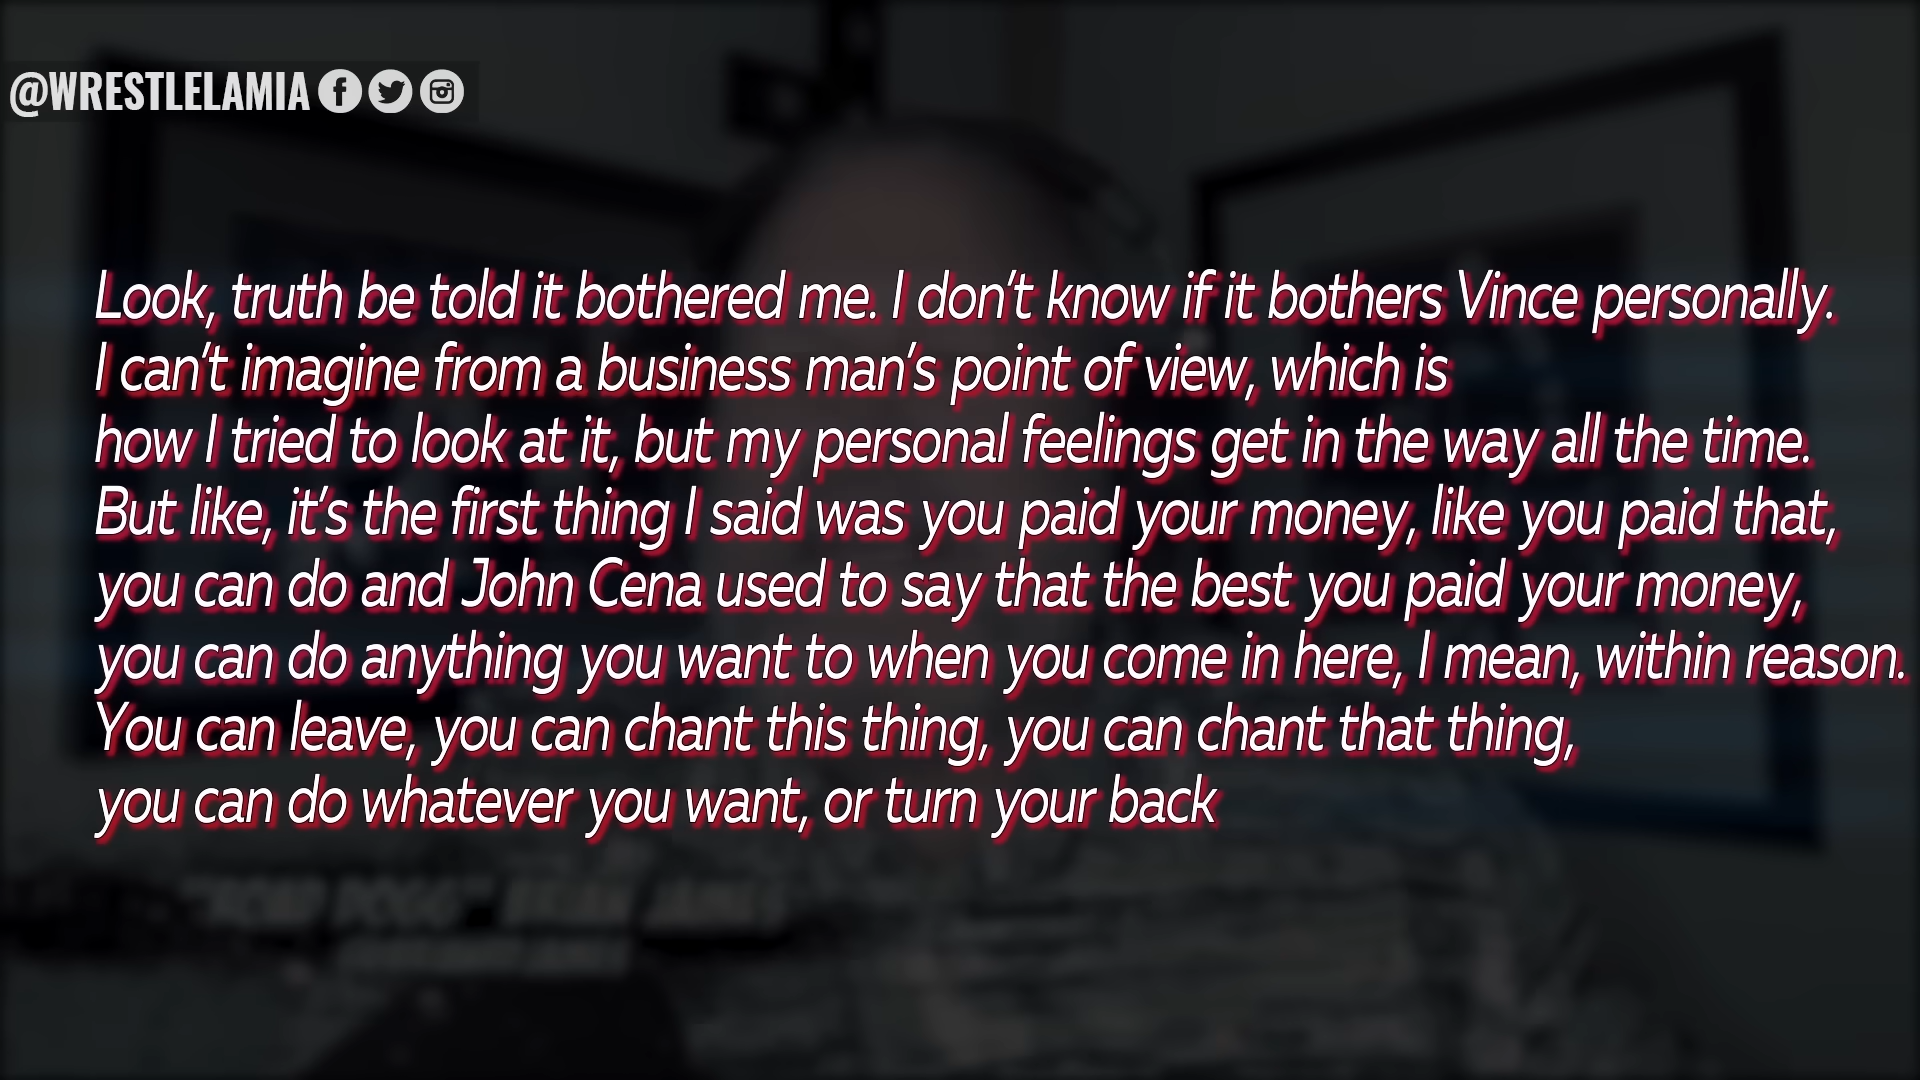 @WRESTLELAMIA
Look, truth be told it bothered me. I don't know if it bothers Vince personally.
I can't imagine from a business man's point of view, which is
how I tried to look at it, but my personal feelings get in the way all the time.
But like, it's the first thing I said was you paid your money, like you paid that,
you can do and John Cena used to say that the best you paid your money,
you can do anything you want to when you come in here, I mean, within reason.
You can leave, you can chant this thing, you can chant that thing,
you can do whatever you want, or turn your back
"ROAD DOGG" BRIAN JAMES